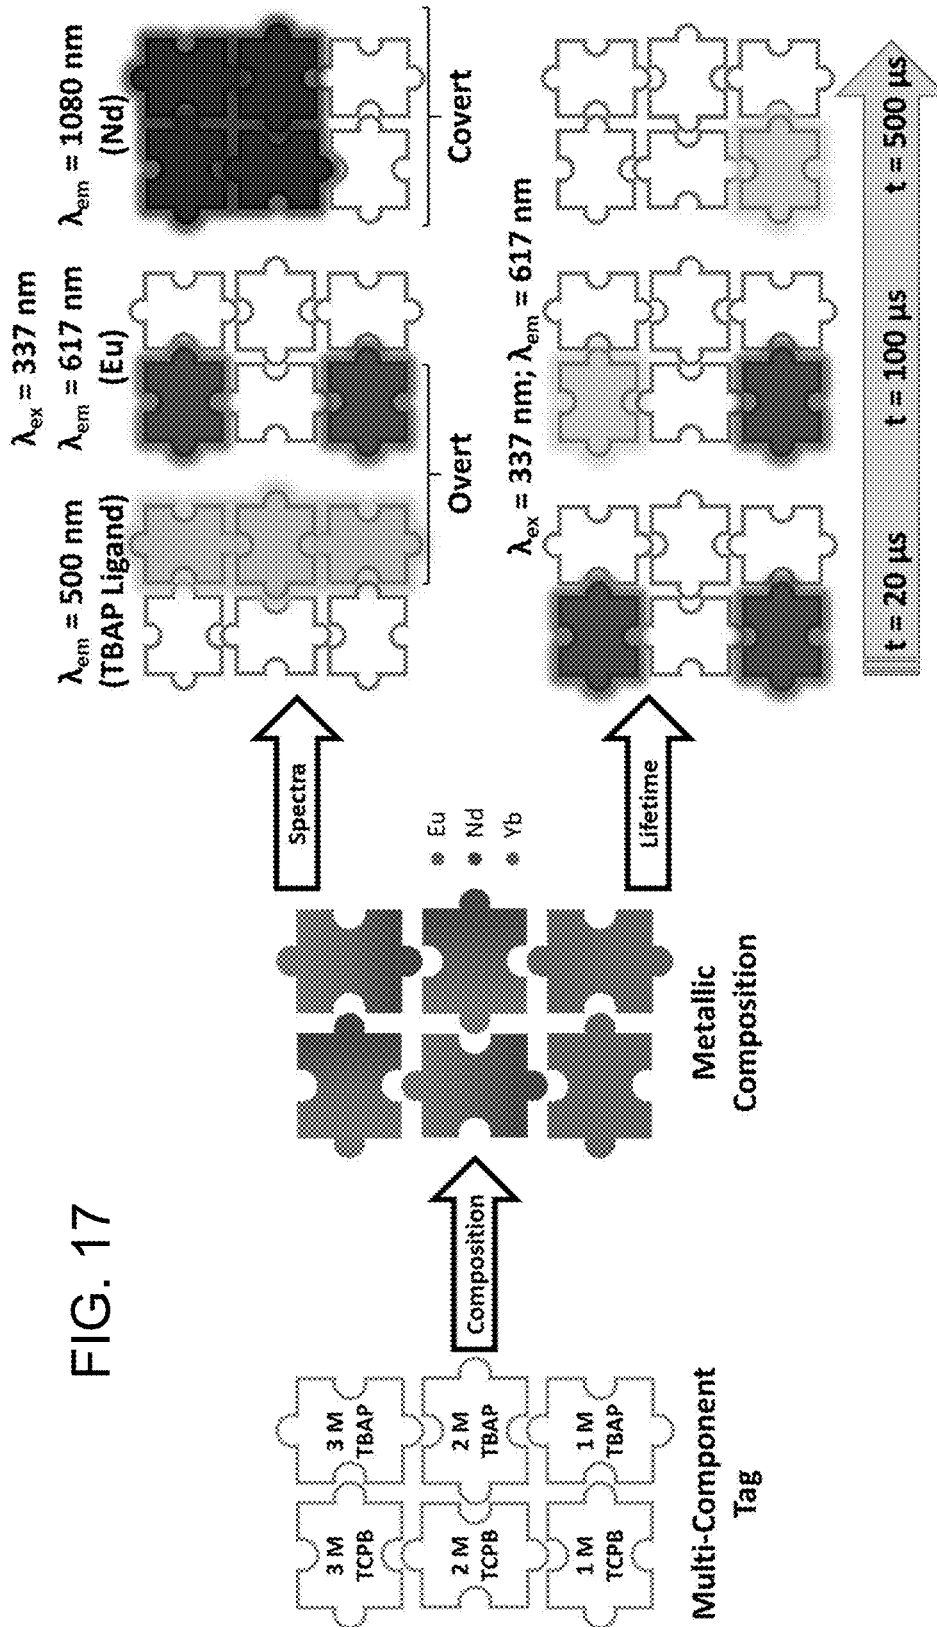 FIG. 17
3 M
TCPB
3 M
TBAP
2 M
TCPB
2 M
TBAP
1 M
TCPB
1 M
TBAP
Multi-Component
Tag
Composition
Metallic
Composition
Eu
Nd
Yb
Spectra
Lifetime
λex = 337 nm
λem = 500 nm
(TBAP Ligand)
λem = 617 nm
(Eu)
λem = 1080 nm
(Nd)
Overt
Covert
λex = 337 nm; λem = 617 nm
t = 20 µs
t = 100 µs
t = 500 µs